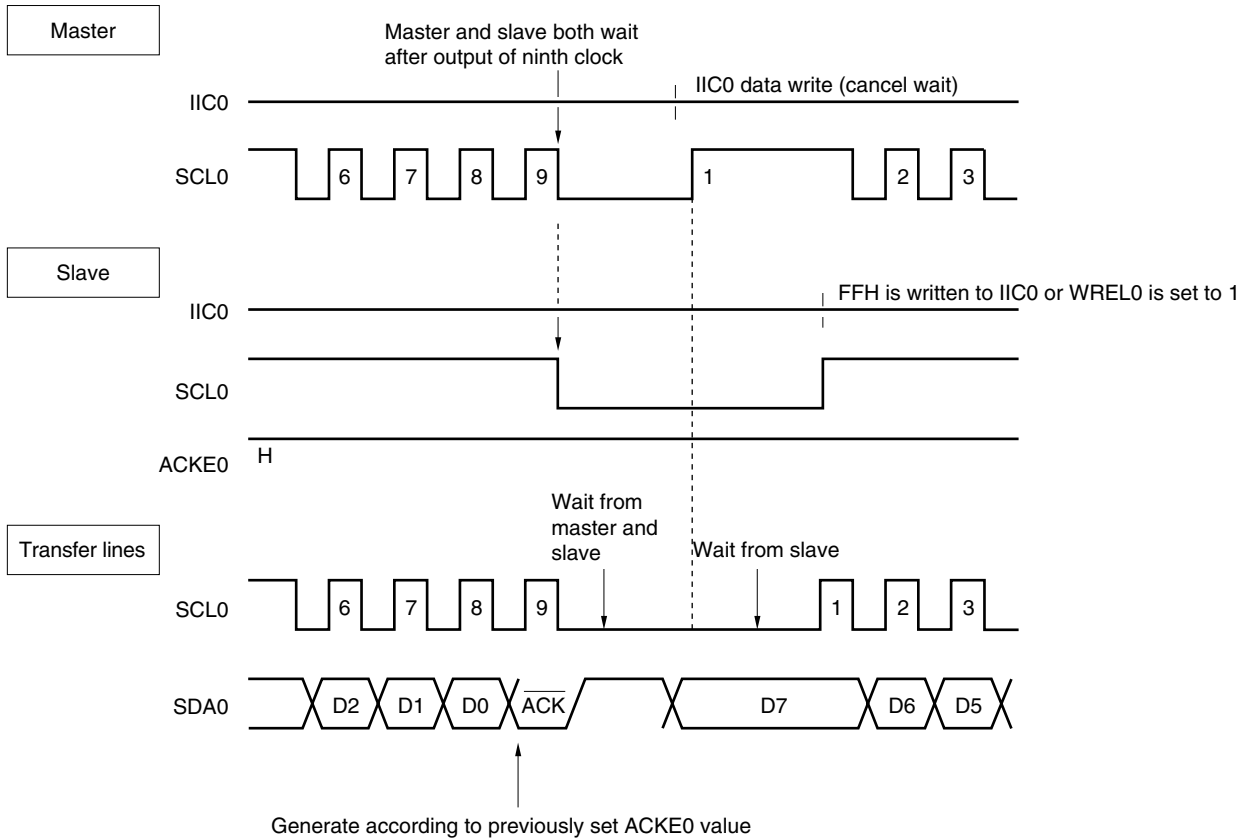 Master
Master and slave both wait
after output of ninth clock
IIC0 data write (cancel wait)
IIC0
SCL0
6 7 8 9 1 2 3
Slave
FFH is written to IIC0 or WREL0 is set to 1
IIC0
SCL0
H
ACKE0
Wait from
master and
slave
Wait from slave
Transfer lines
SCL0
6 7 8 9 1 2 3
SDA0
D2 D1 D0 ACK D7 D6 D5
Generate according to previously set ACKE0 value